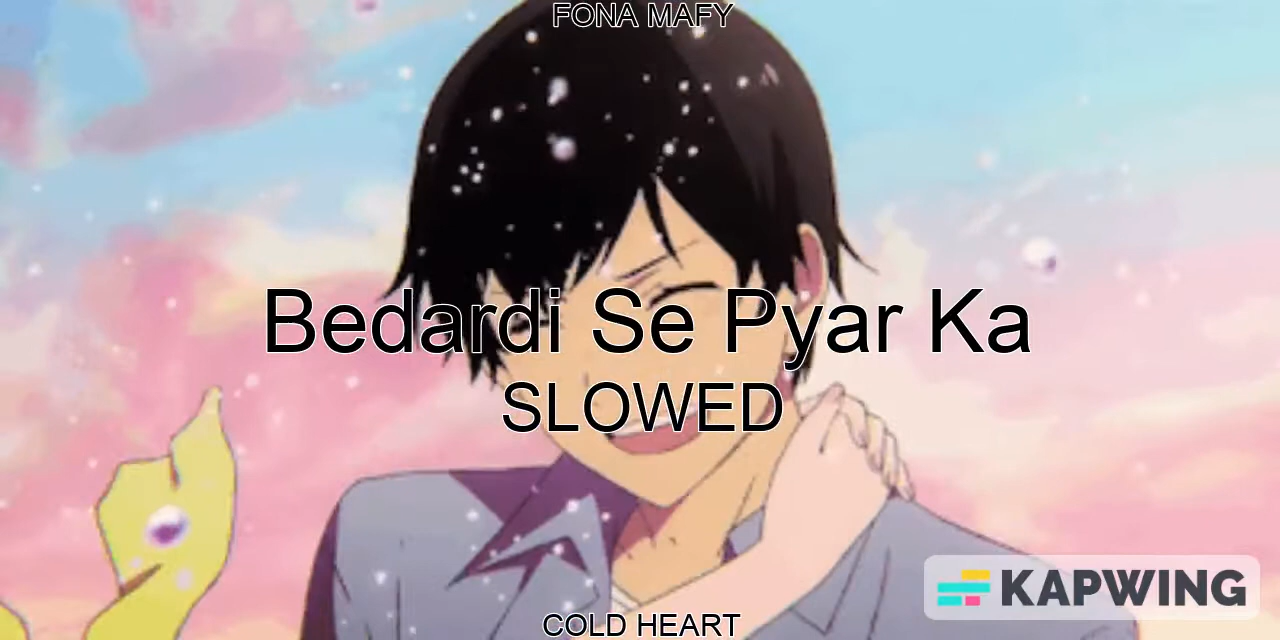 FONA MAFY
Bedardi Se Pyar Ka
SLOWED
KAPWING
COLD HEART